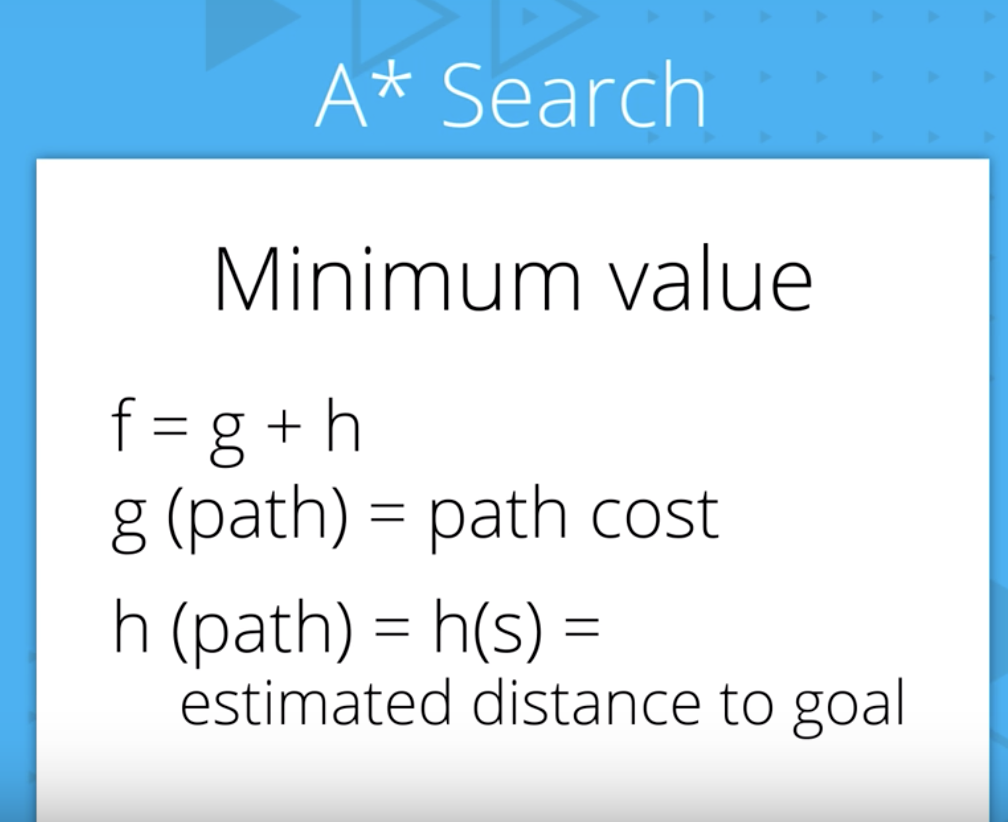 A* Search
Minimum value
f = g + h
g (path) = path cost
h (path) = h(s) =
estimated distance to goal